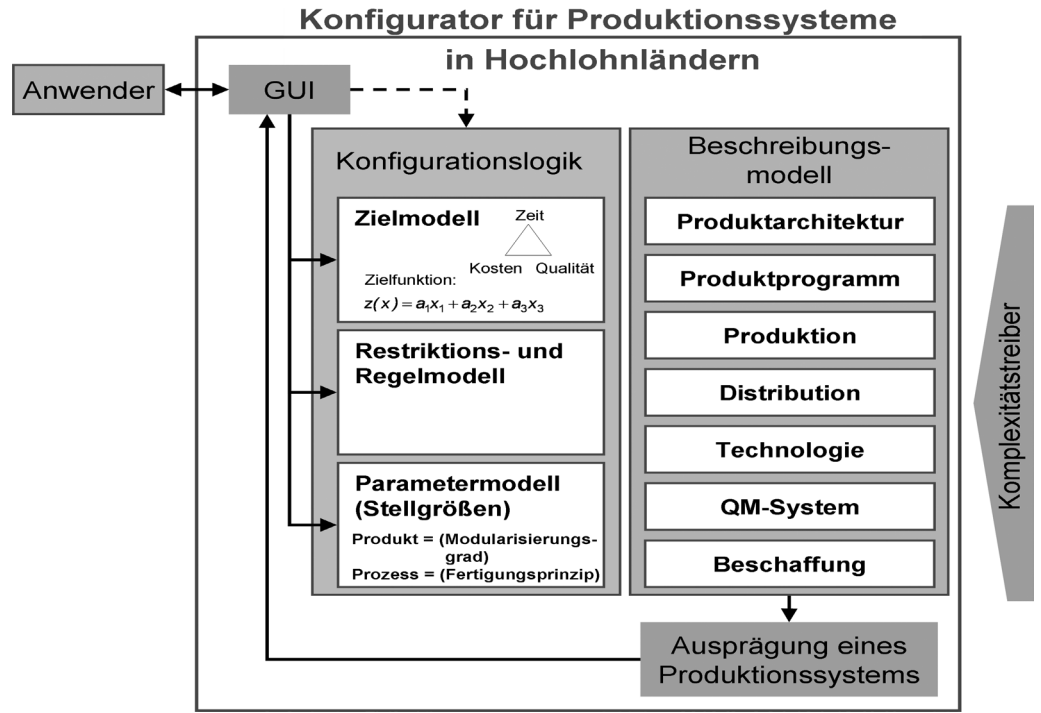 Konfigurator für Produktionssysteme
in Hochlohnländern
Anwender
GUI
Konfigurationslogik
Zielmodell
Zeit
Kosten Qualität
Zielfunktion:
z(x) = a₁x₁ + a₂x₂ + a₃x₃
Restriktions- und
Regelmodell
Parametermodell
(Stellgrößen)
Produkt = (Modularisierungs-
grad)
Prozess = (Fertigungsprinzip)
Beschreibungs-
modell
Produktarchitektur
Produktprogramm
Produktion
Distribution
Technologie
QM-System
Beschaffung
Ausprägung eines
Produktionssystems
Komplexitätstreiber